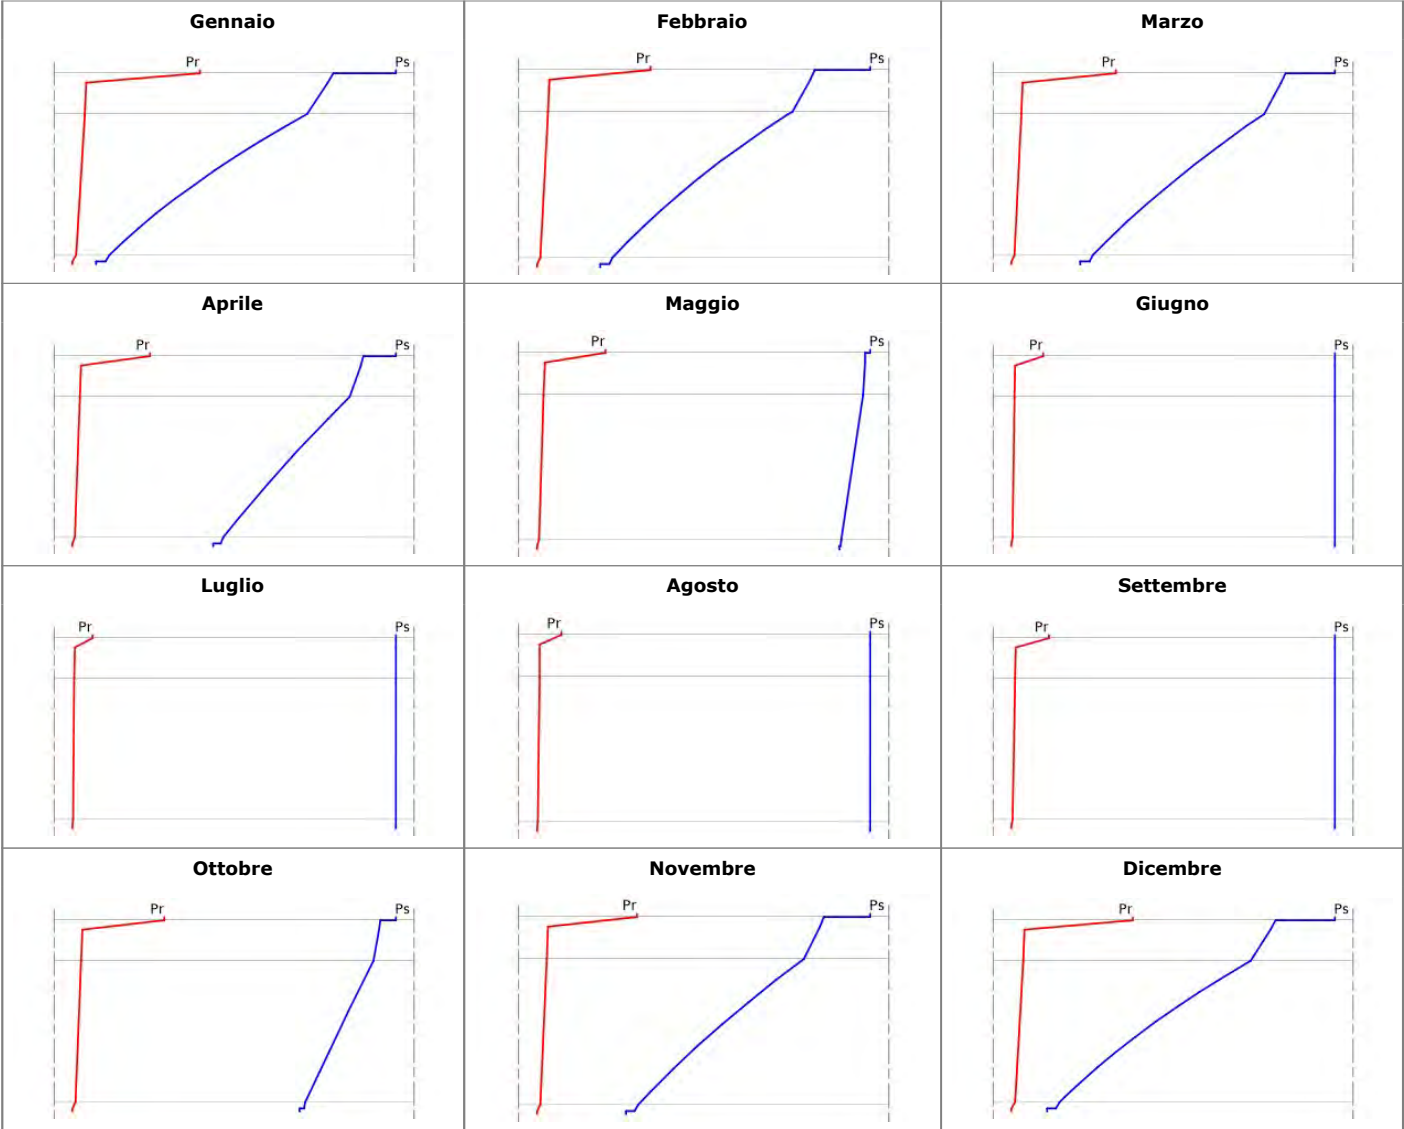 Gennaio Febbraio Marzo
Pr Ps Pr Ps Pr Ps
Aprile Maggio Giugno
Pr Ps Pr Ps Pr Ps
Luglio Agosto Settembre
Pr Ps Pr Ps Pr Ps
Ottobre Novembre Dicembre
Pr Ps Pr Ps Pr Ps